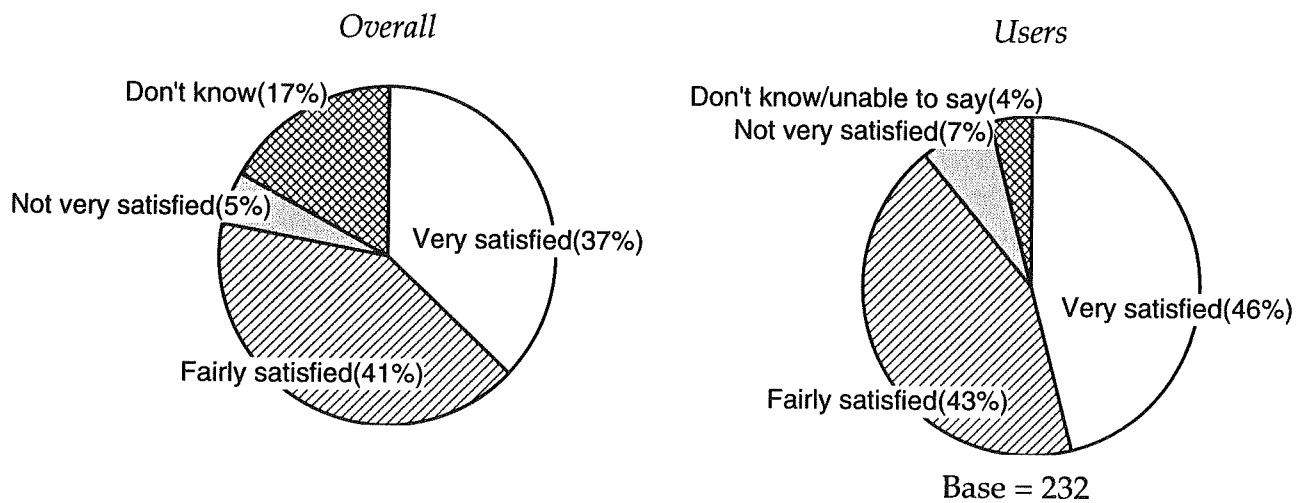 Overall
Don't know(17%)
Not very satisfied(5%)
Very satisfied(37%)
Fairly satisfied(41%)
Users
Don't know/unable to say(4%)
Not very satisfied(7%)
Very satisfied(46%)
Fairly satisfied(43%)
Base = 232